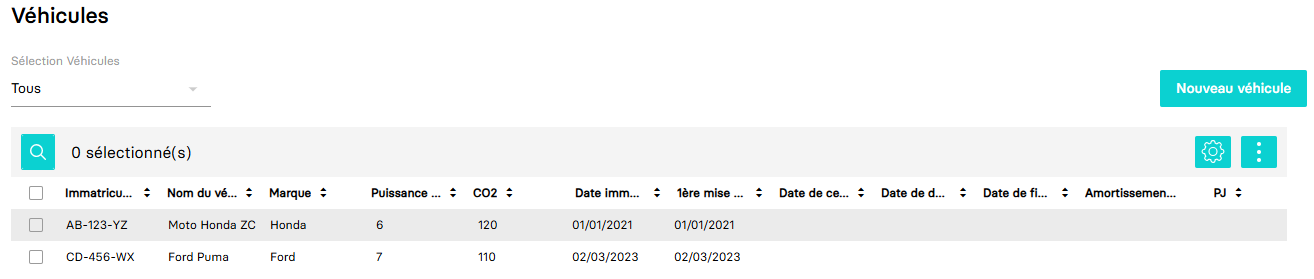 Véhicules
Sélection Véhicules
Tous
Nouveau véhicule
0 sélectionné(s)
Immatricu... Nom du vé... Marque Puissance ... CO2 Date imm... 1ère mise ... Date de ce... Date de d... Date de fi... Amortissemen... PJ
AB-123-YZ Moto Honda ZC Honda 6 120 01/01/2021 01/01/2021
CD-456-WX Ford Puma Ford 7 110 02/03/2023 02/03/2023